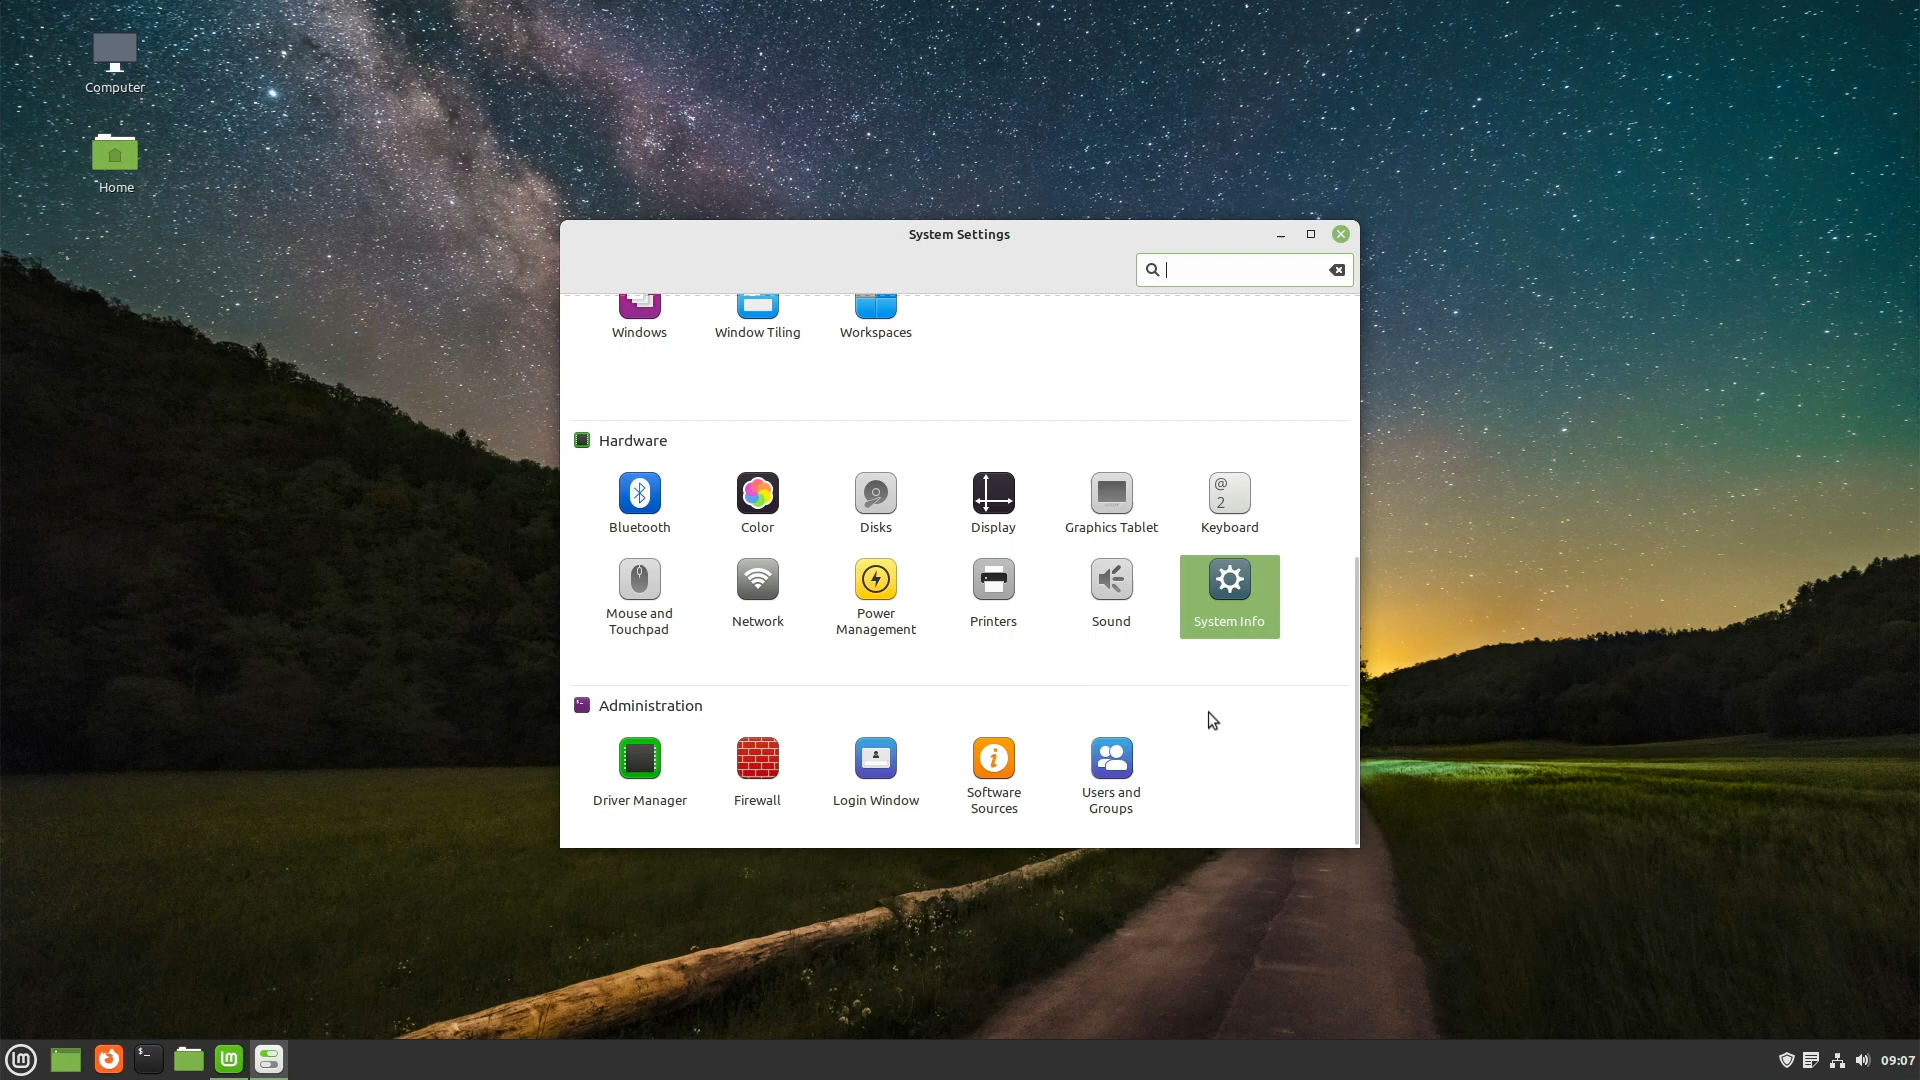 Computer
Home
System Settings
Windows
Window Tiling
Workspaces
Hardware
Bluetooth
Color
Disks
Display
Graphics Tablet
Keyboard
@
2
Mouse and
Touchpad
Network
Power
Management
Printers
Sound
System Info
Administration
Driver Manager
Firewall
Login Window
Software
Sources
Users and
Groups
$_
09:07